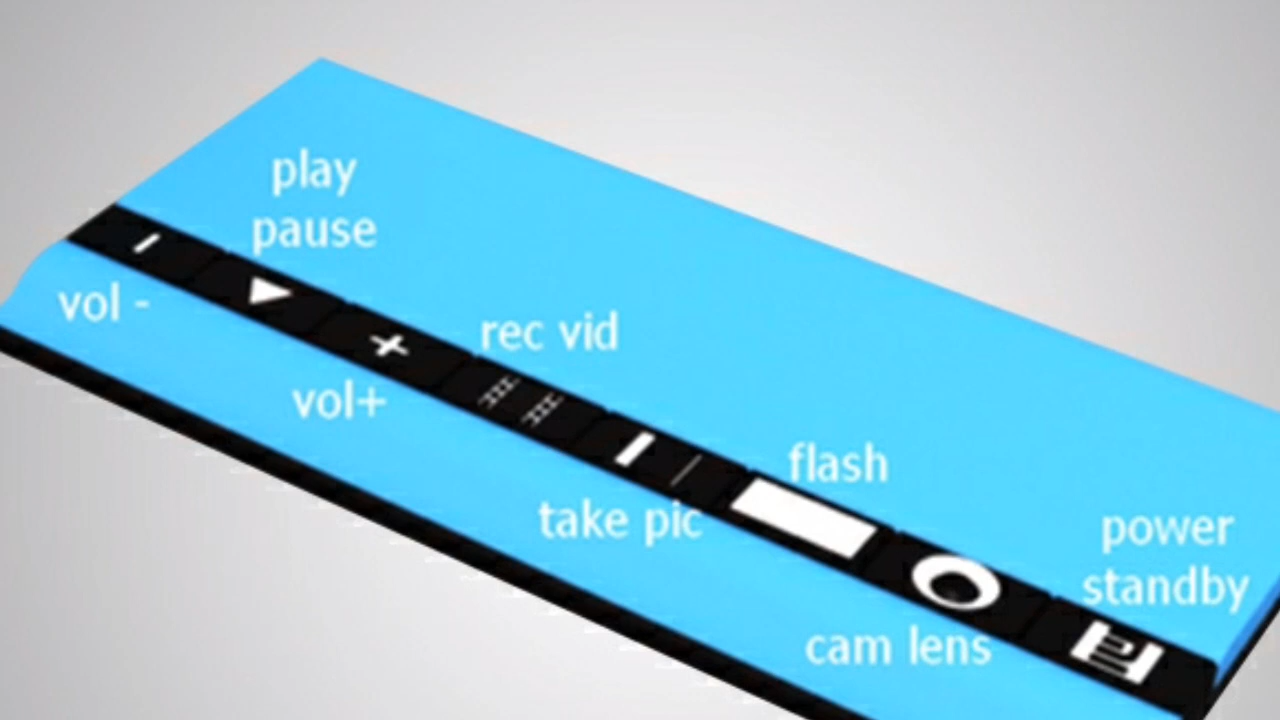 play
pause
vol -
rec vid
vol+
flash
take pic
power
standby
cam lens